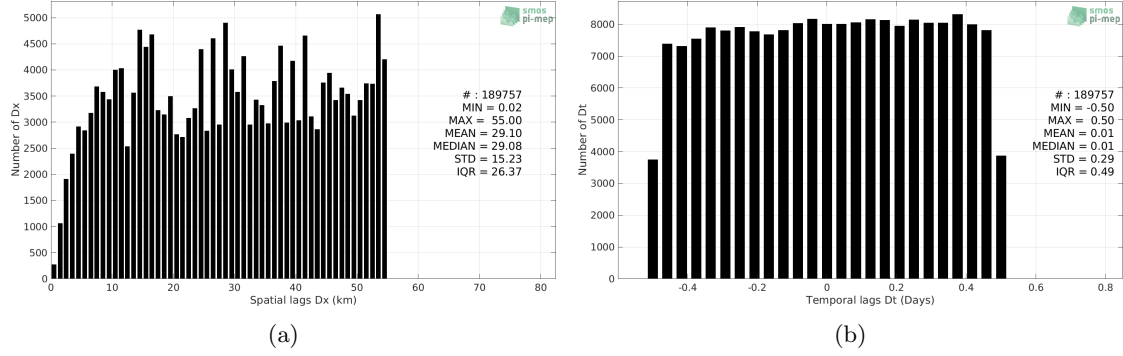 5000
4500
4000
3500
3000
2500
2000
1500
1000
500
0
Number of Dx
0 10 20 30 40 50 60 70 80
Spatial lags Dx (km)
smos
pi-mep
# : 189757
MIN = 0.02
MAX = 55.00
MEAN = 29.10
MEDIAN = 29.08
STD = 15.23
IQR = 26.37
(a)
8000
7000
6000
5000
4000
3000
2000
1000
0
Number of Dt
-0.4 -0.2 0 0.2 0.4 0.6 0.8
Temporal lags Dt (Days)
smos
pi-mep
# : 189757
MIN = -0.50
MAX = 0.50
MEAN = 0.01
MEDIAN = 0.01
STD = 0.29
IQR = 0.49
(b)